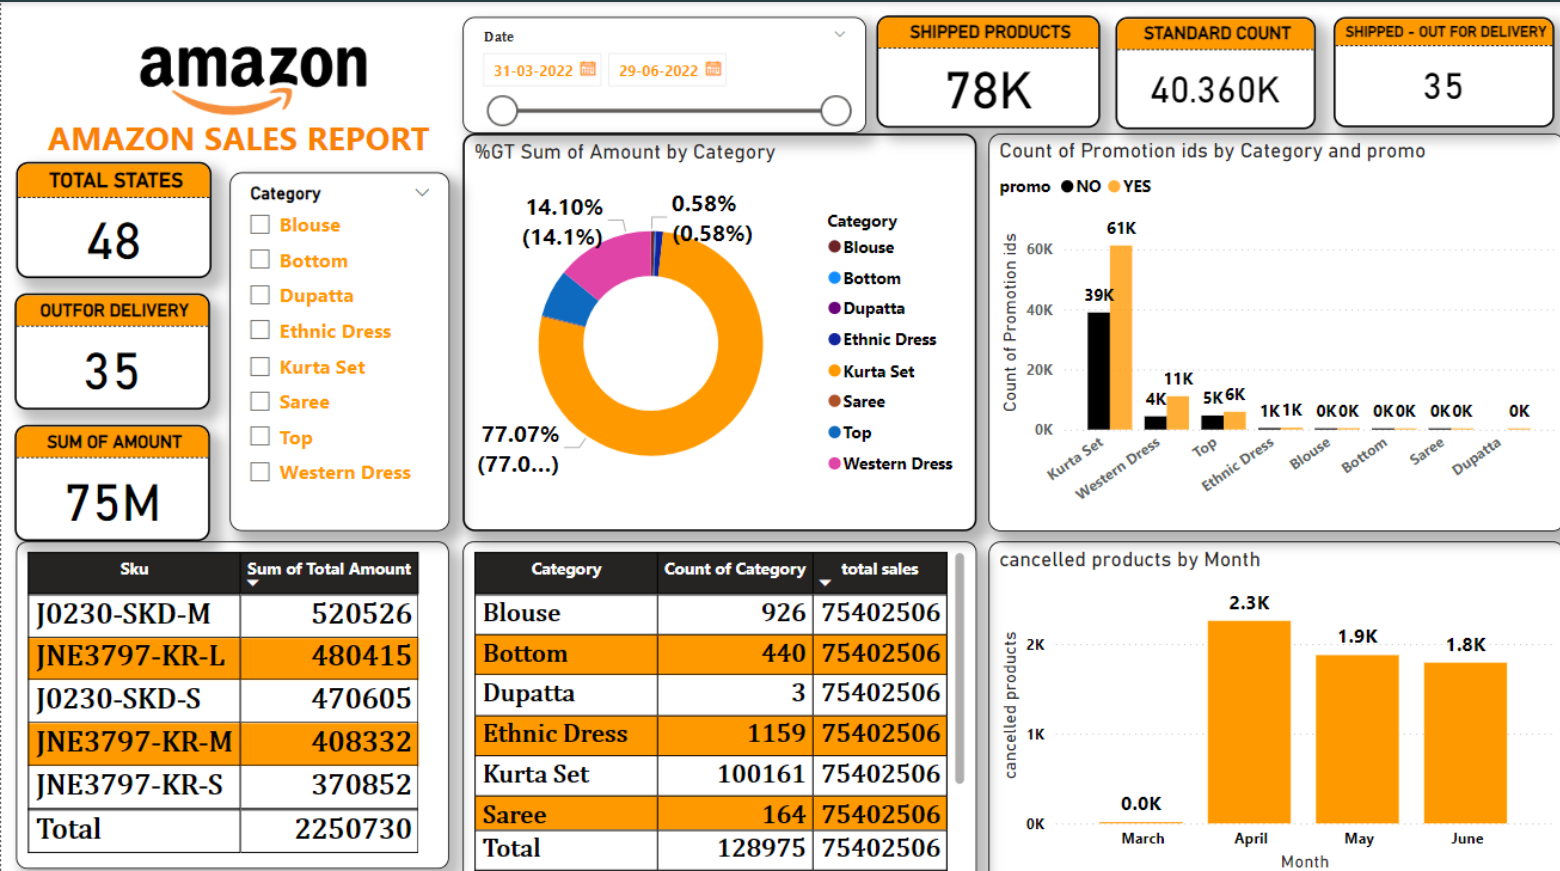 amazon
AMAZON SALES REPORT
Date
31-03-2022 29-06-2022
SHIPPED PRODUCTS
78K
STANDARD COUNT
40.360K
SHIPPED - OUT FOR DELIVERY
35
TOTAL STATES
48
OUTFOR DELIVERY
35
SUM OF AMOUNT
75M
Category
Blouse
Bottom
Dupatta
Ethnic Dress
Kurta Set
Saree
Top
Western Dress
%GT Sum of Amount by Category
14.10%
(14.1%)
0.58%
(0.58%)
77.07%
(77.0...)
Category
Blouse
Bottom
Dupatta
Ethnic Dress
Kurta Set
Saree
Top
Western Dress
Count of Promotion ids by Category and promo
promo NO YES
Count of Promotion ids
60K
40K
20K
0K
39K 61K
4K 11K
5K 6K
1K 1K
0K 0K
0K 0K
0K 0K
0K
Kurta Set
Western Dress
Top
Ethnic Dress
Blouse
Bottom
Saree
Dupatta
Sku Sum of Total Amount
J0230-SKD-M 520526
JNE3797-KR-L 480415
J0230-SKD-S 470605
JNE3797-KR-M 408332
JNE3797-KR-S 370852
Total 2250730
Category Count of Category total sales
Blouse 926 75402506
Bottom 440 75402506
Dupatta 3 75402506
Ethnic Dress 1159 75402506
Kurta Set 100161 75402506
Saree 164 75402506
Total 128975 75402506
cancelled products by Month
cancelled products
2K
1K
0K
0.0K 2.3K 1.9K 1.8K
March April May June
Month